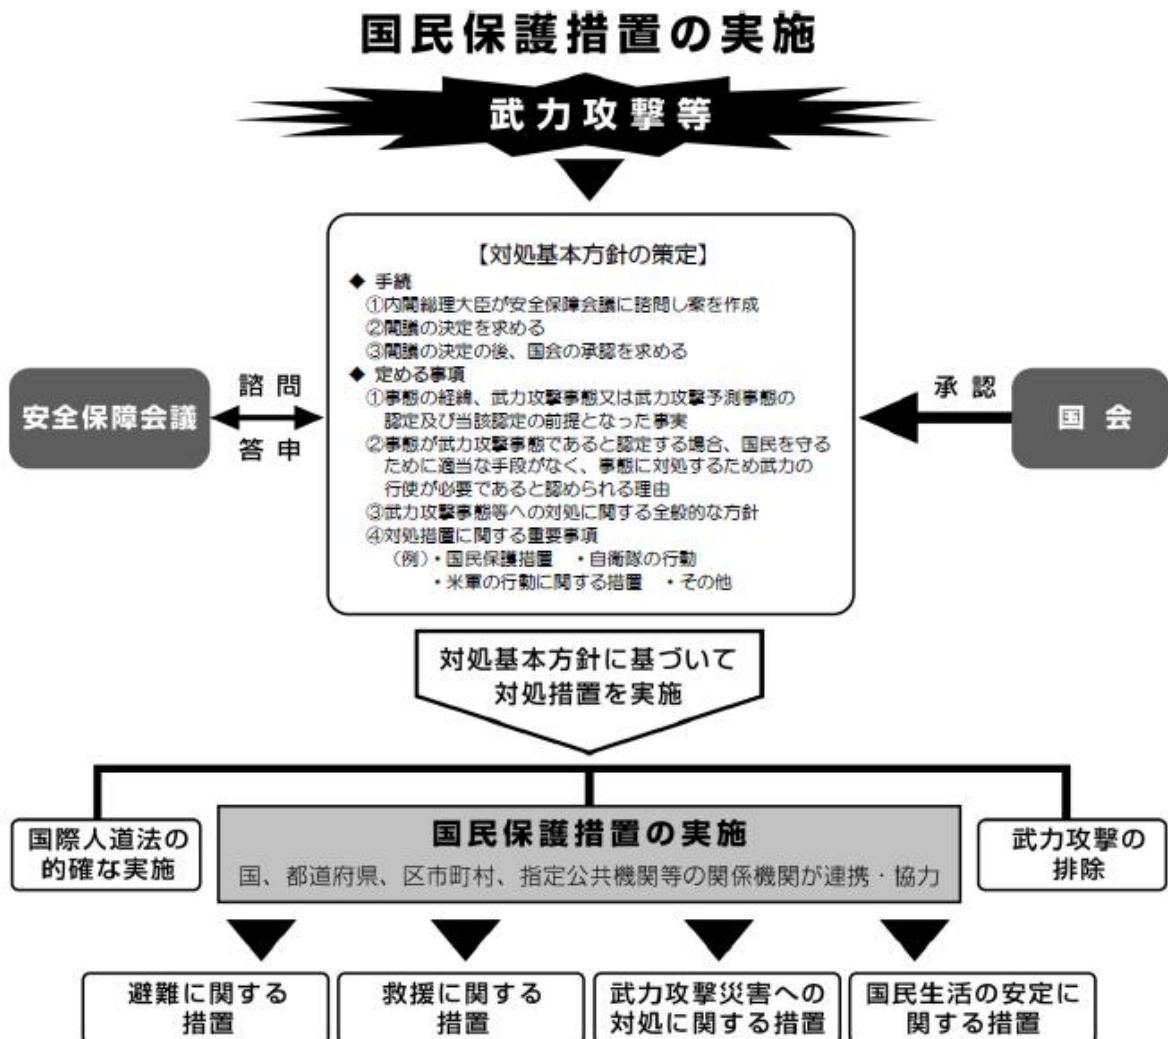 国民保護措置の実施
武力攻撃等
【対処基本方針の策定】
◆ 手続
①内閣総理大臣が安全保障会議に諮問し案を作成
②閣議の決定を求める
③閣議の決定の後、国会の承認を求める
◆ 定める事項
①事態の経緯、武力攻撃事態又は武力攻撃予測事態の
認定及び当該認定の前提となった事実
②事態が武力攻撃事態であると認定する場合、国民を守る
ために適当な手段がなく、事態に対処するため武力の
行使が必要であると認められる理由
③武力攻撃事態等への対処に関する全般的な方針
④対処措置に関する重要事項
（例）・国民保護措置 ・自衛隊の行動
・米軍の行動に関する措置 ・その他
安全保障会議
諮問
答申
承認
国会
対処基本方針に基づいて
対処措置を実施
国際人道法の
的確な実施
国民保護措置の実施
国、都道府県、区市町村、指定公共機関等の関係機関が連携・協力
武力攻撃の
排除
避難に関する
措置
救援に関する
措置
武力攻撃災害への
対処に関する措置
国民生活の安定に
関する措置